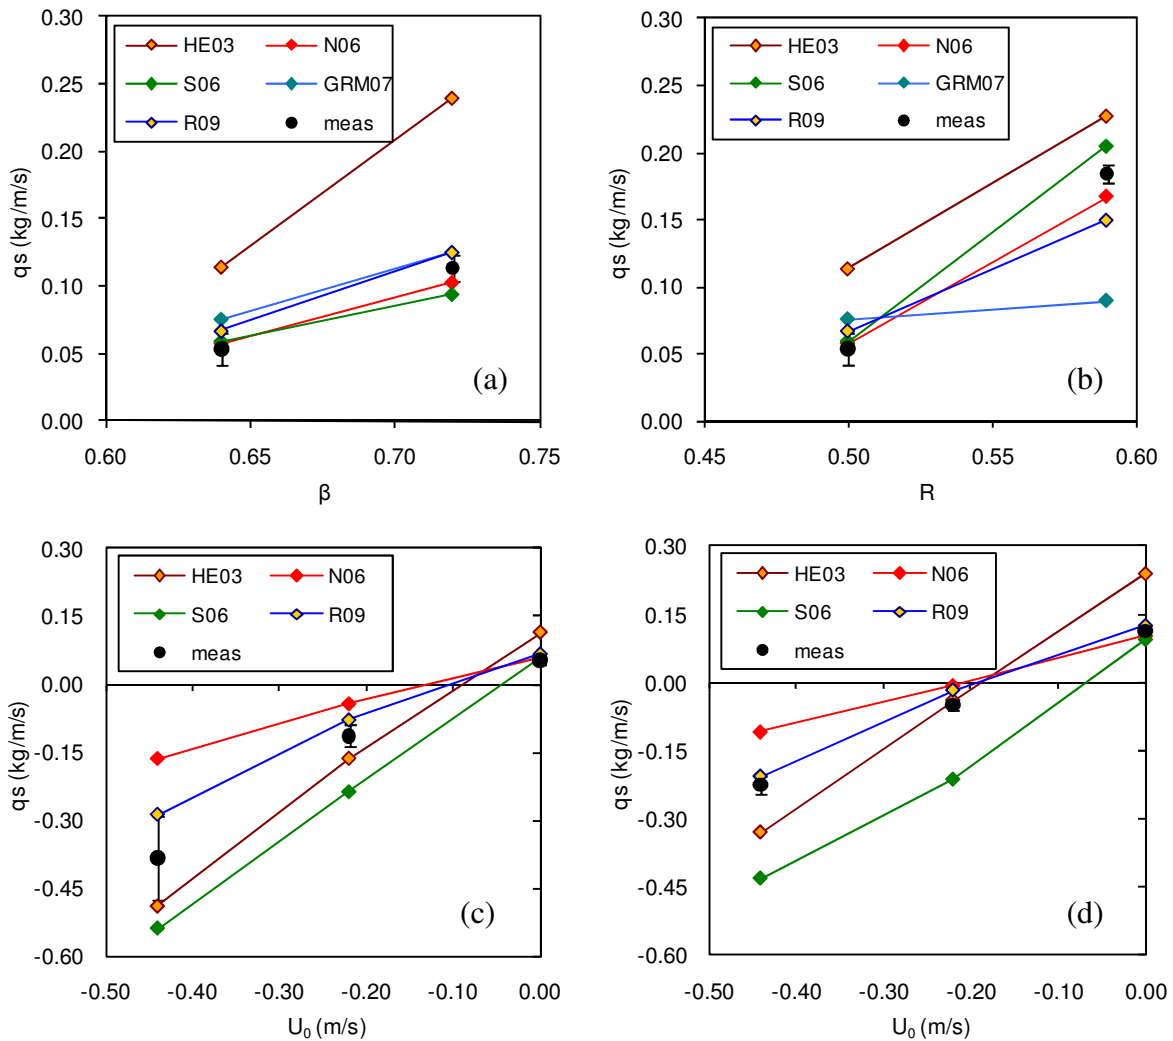 0.30
0.25
0.20
0.15
0.10
0.05
0.00
qs (kg/m/s)
HE03 N06
S06 GRM07
R09 meas
(a)
0.60 0.65 0.70 0.75
β
0.30
0.25
0.20
0.15
0.10
0.05
0.00
qs (kg/m/s)
HE03 N06
S06 GRM07
R09 meas
(b)
0.45 0.50 0.55 0.60
R
0.30
0.15
0.00
-0.15
-0.30
-0.45
-0.60
qs (kg/m/s)
HE03 N06
S06 R09
meas
(c)
-0.50 -0.40 -0.30 -0.20 -0.10 0.00
U₀ (m/s)
0.30
0.15
0.00
-0.15
-0.30
-0.45
-0.60
qs (kg/m/s)
HE03 N06
S06 R09
meas
(d)
-0.50 -0.40 -0.30 -0.20 -0.10 0.00
U₀ (m/s)